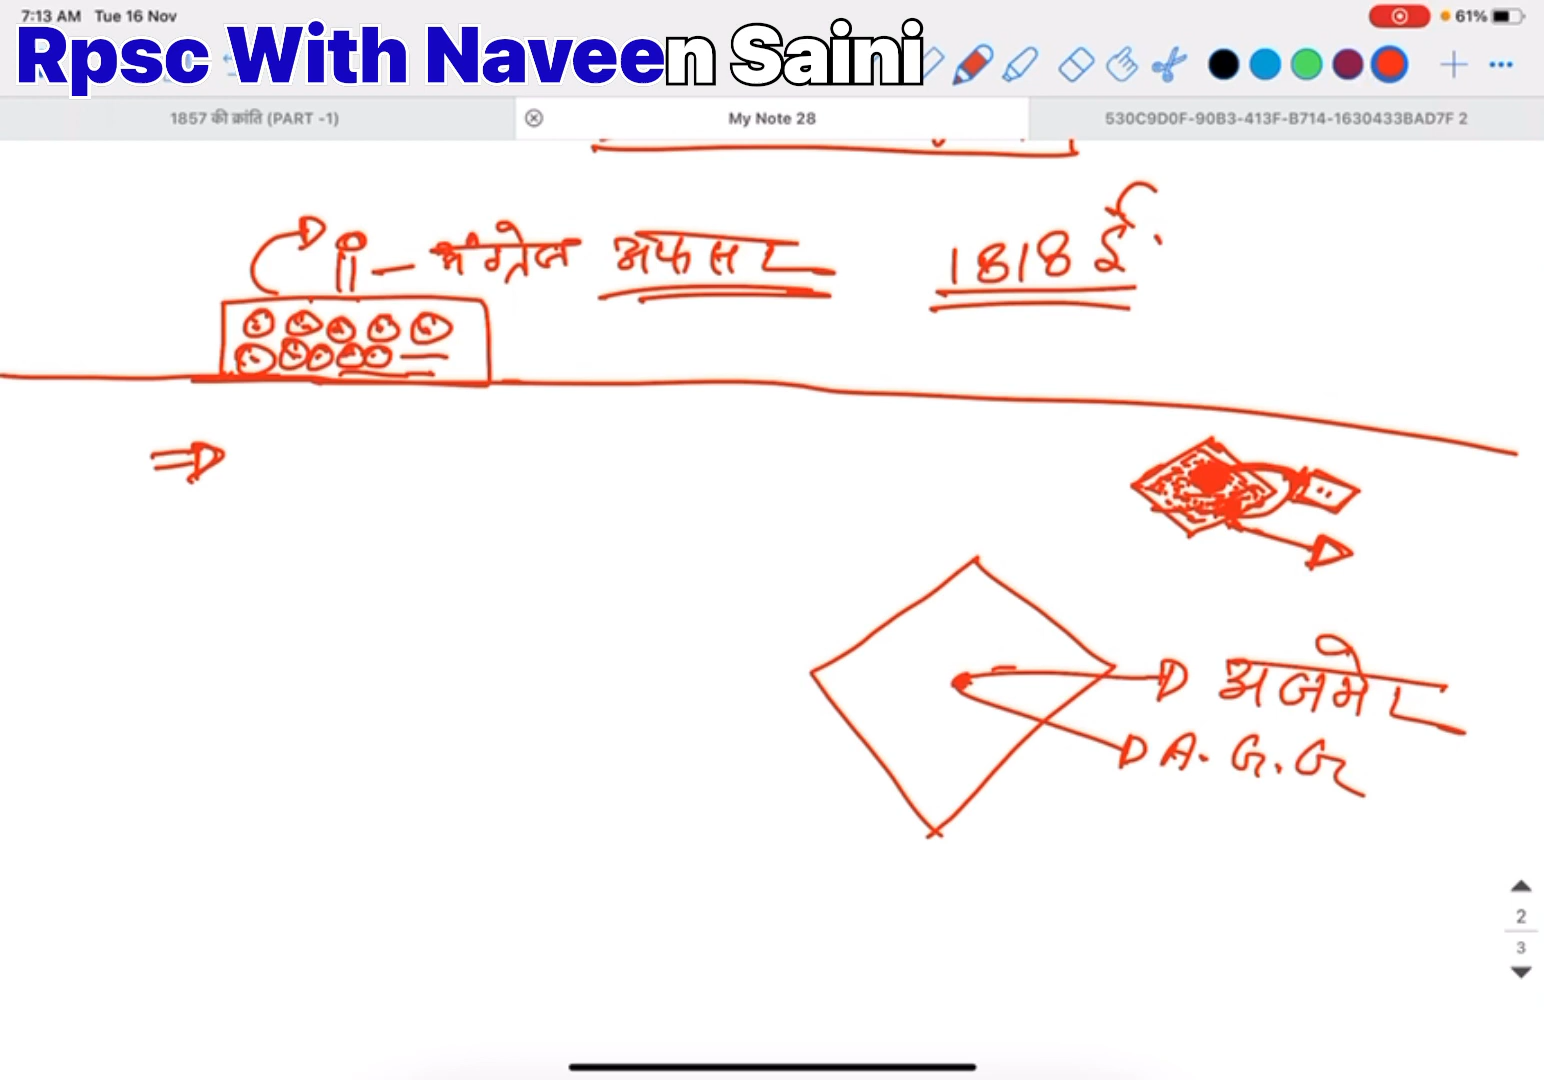 7:13 AM Tue 16 Nov
61%
Rpsc With Naveen Saini
1857 की क्रांति (PART -1)
My Note 28
530C9D0F-90B3-413F-B714-1630433BAD7F 2
अंग्रेज अफसर 1818 ई.
अजमेर
A. G. G
2
3